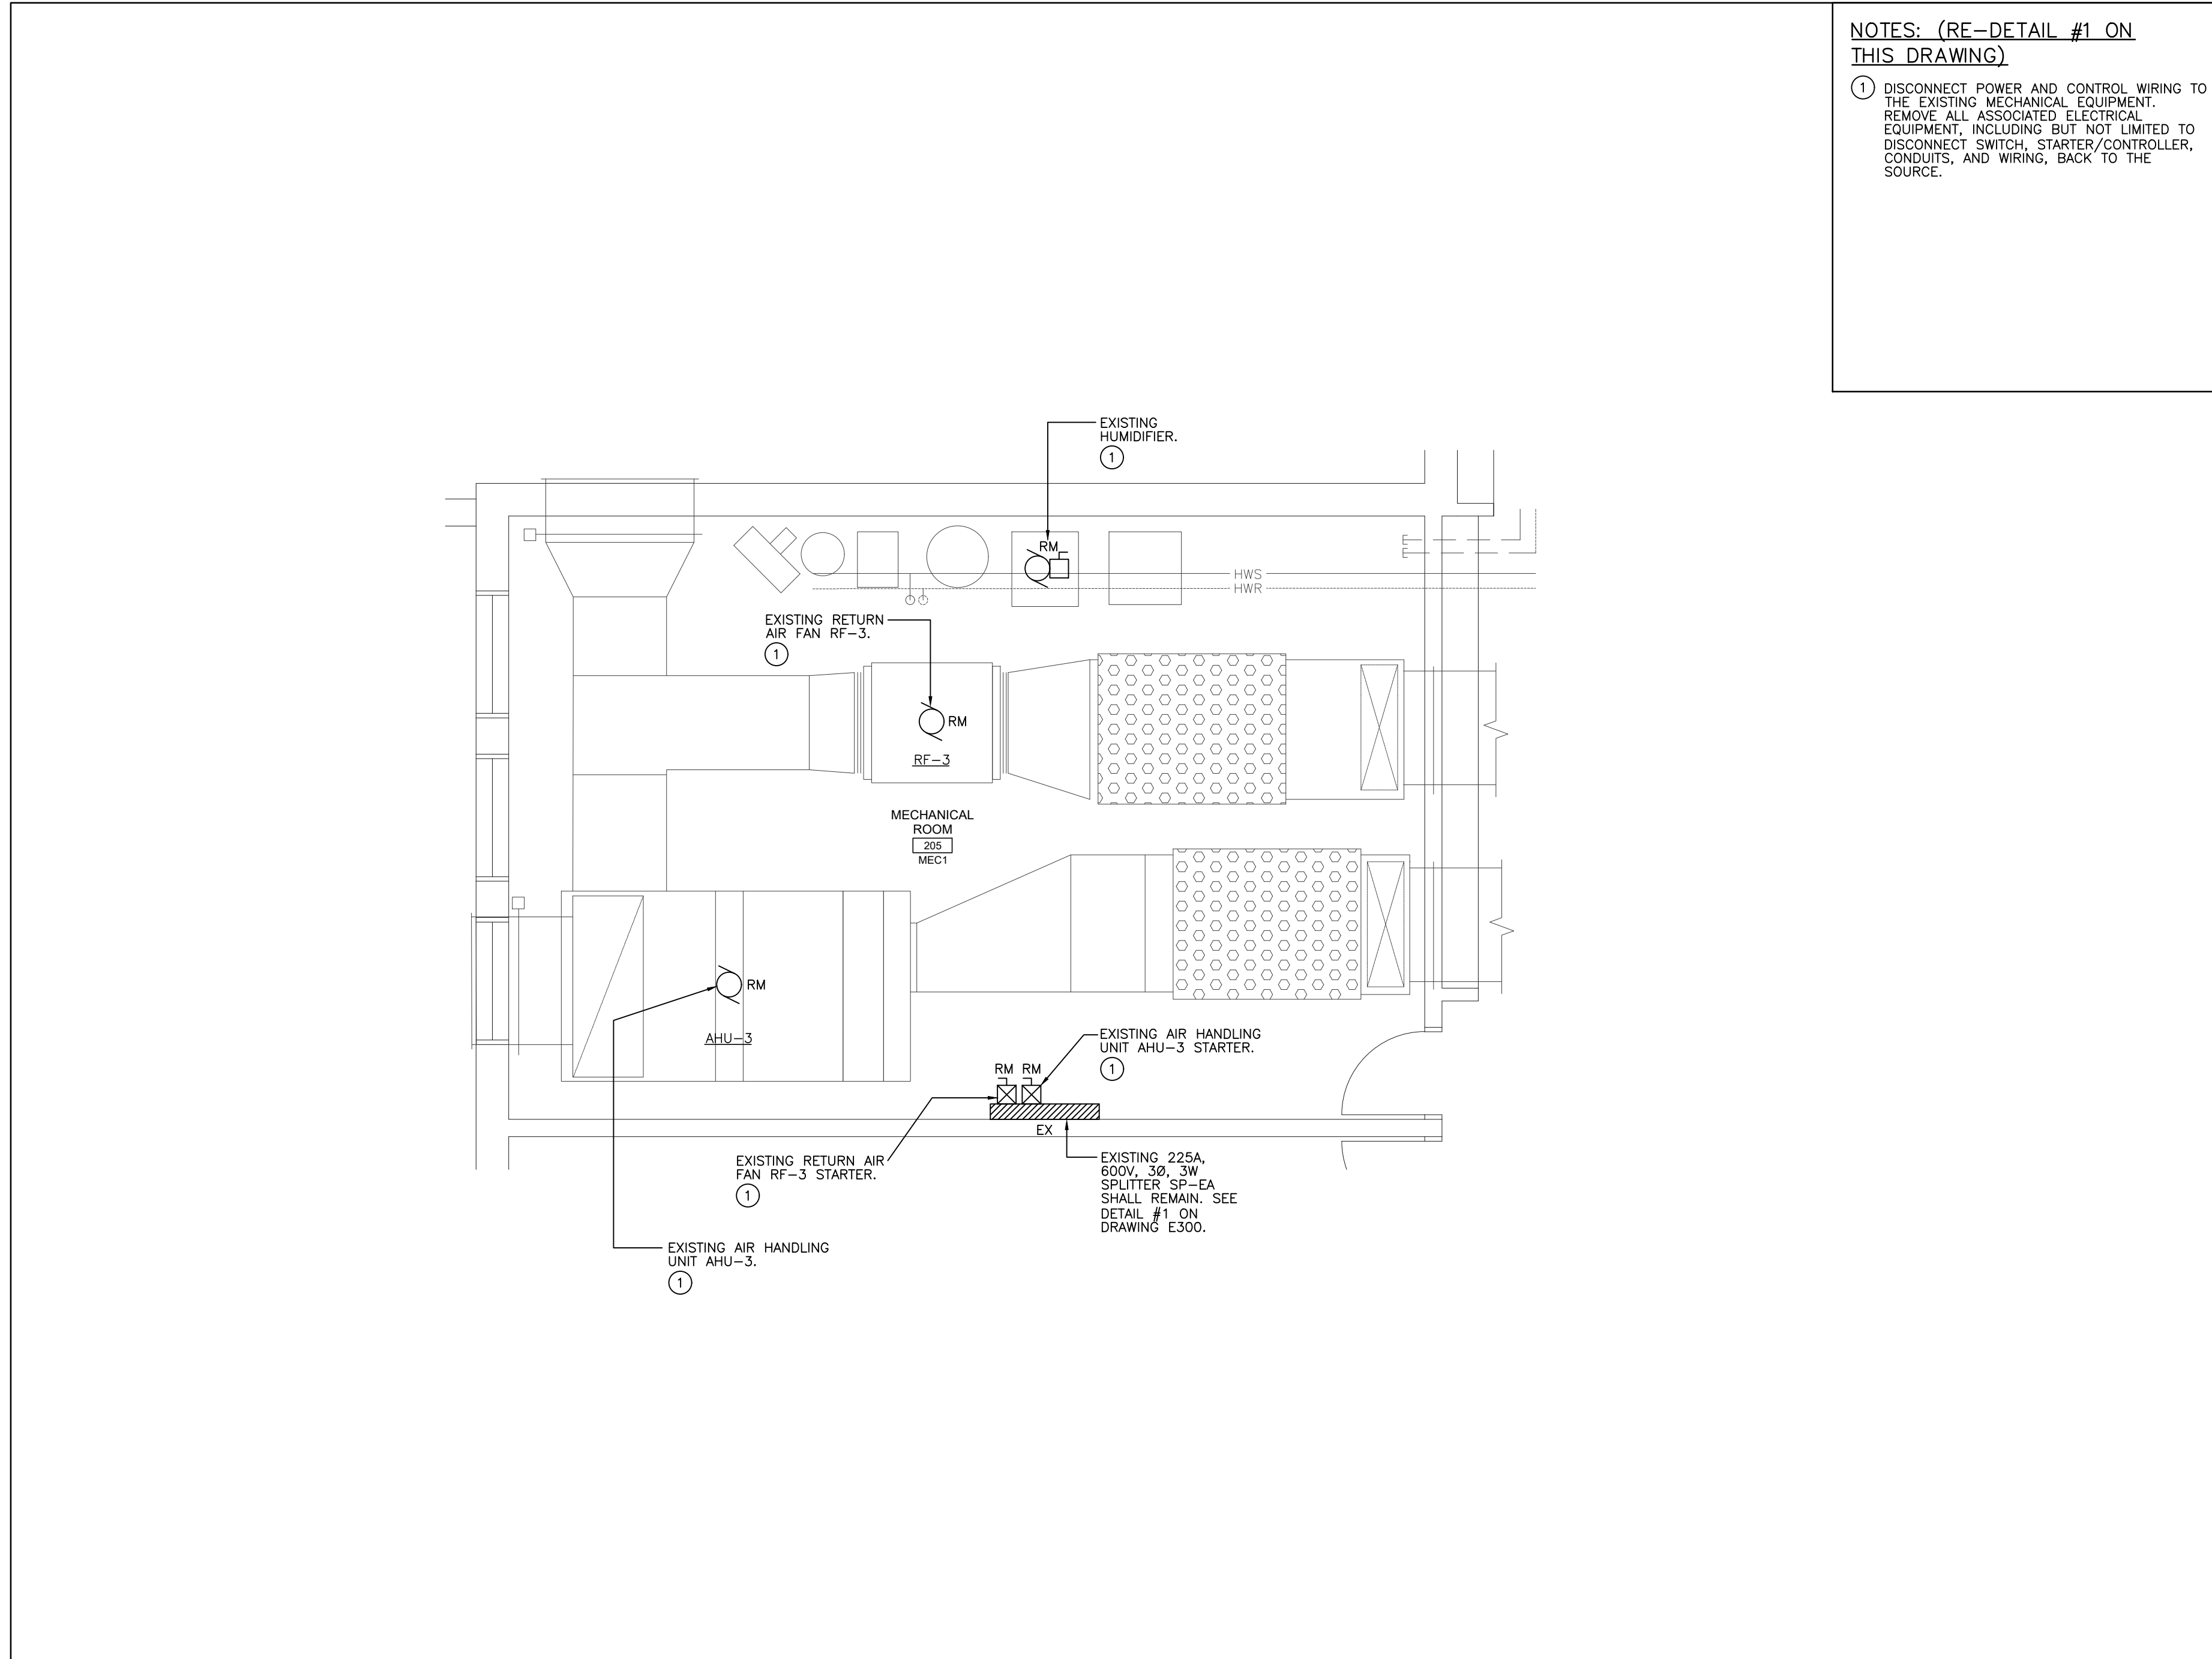 NOTES: (RE-DETAIL #1 ON
THIS DRAWING)
1 DISCONNECT POWER AND CONTROL WIRING TO
THE EXISTING MECHANICAL EQUIPMENT.
REMOVE ALL ASSOCIATED ELECTRICAL
EQUIPMENT, INCLUDING BUT NOT LIMITED TO
DISCONNECT SWITCH, STARTER/CONTROLLER,
CONDUITS, AND WIRING, BACK TO THE
SOURCE.
EXISTING
HUMIDIFIER.
1
RM
HWS
HWR
EXISTING RETURN
AIR FAN RF-3.
1
RM
RF-3
MECHANICAL
ROOM
205
MEC1
RM
AHU-3
EXISTING AIR HANDLING
UNIT AHU-3 STARTER.
1
RM RM
EX
EXISTING RETURN AIR
FAN RF-3 STARTER.
1
EXISTING 225A,
600V, 3Ø, 3W
SPLITTER SP-EA
SHALL REMAIN. SEE
DETAIL #1 ON
DRAWING E300.
EXISTING AIR HANDLING
UNIT AHU-3.
1